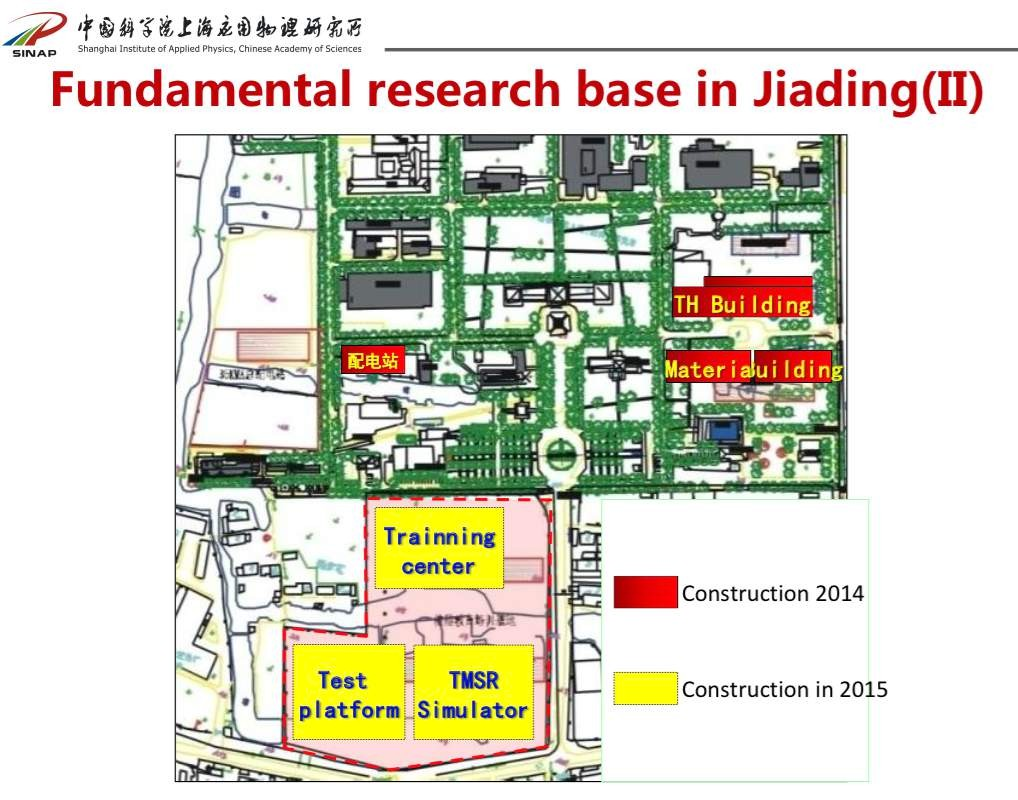 中国科学院上海应用物理研究所
Shanghai Institute of Applied Physics, Chinese Academy of Sciences
SINAP
Fundamental research base in Jiading(II)
TH Building
配电站
Materia Building
Trainning
center
Test
platform
TMSR
Simulator
Construction 2014
Construction in 2015